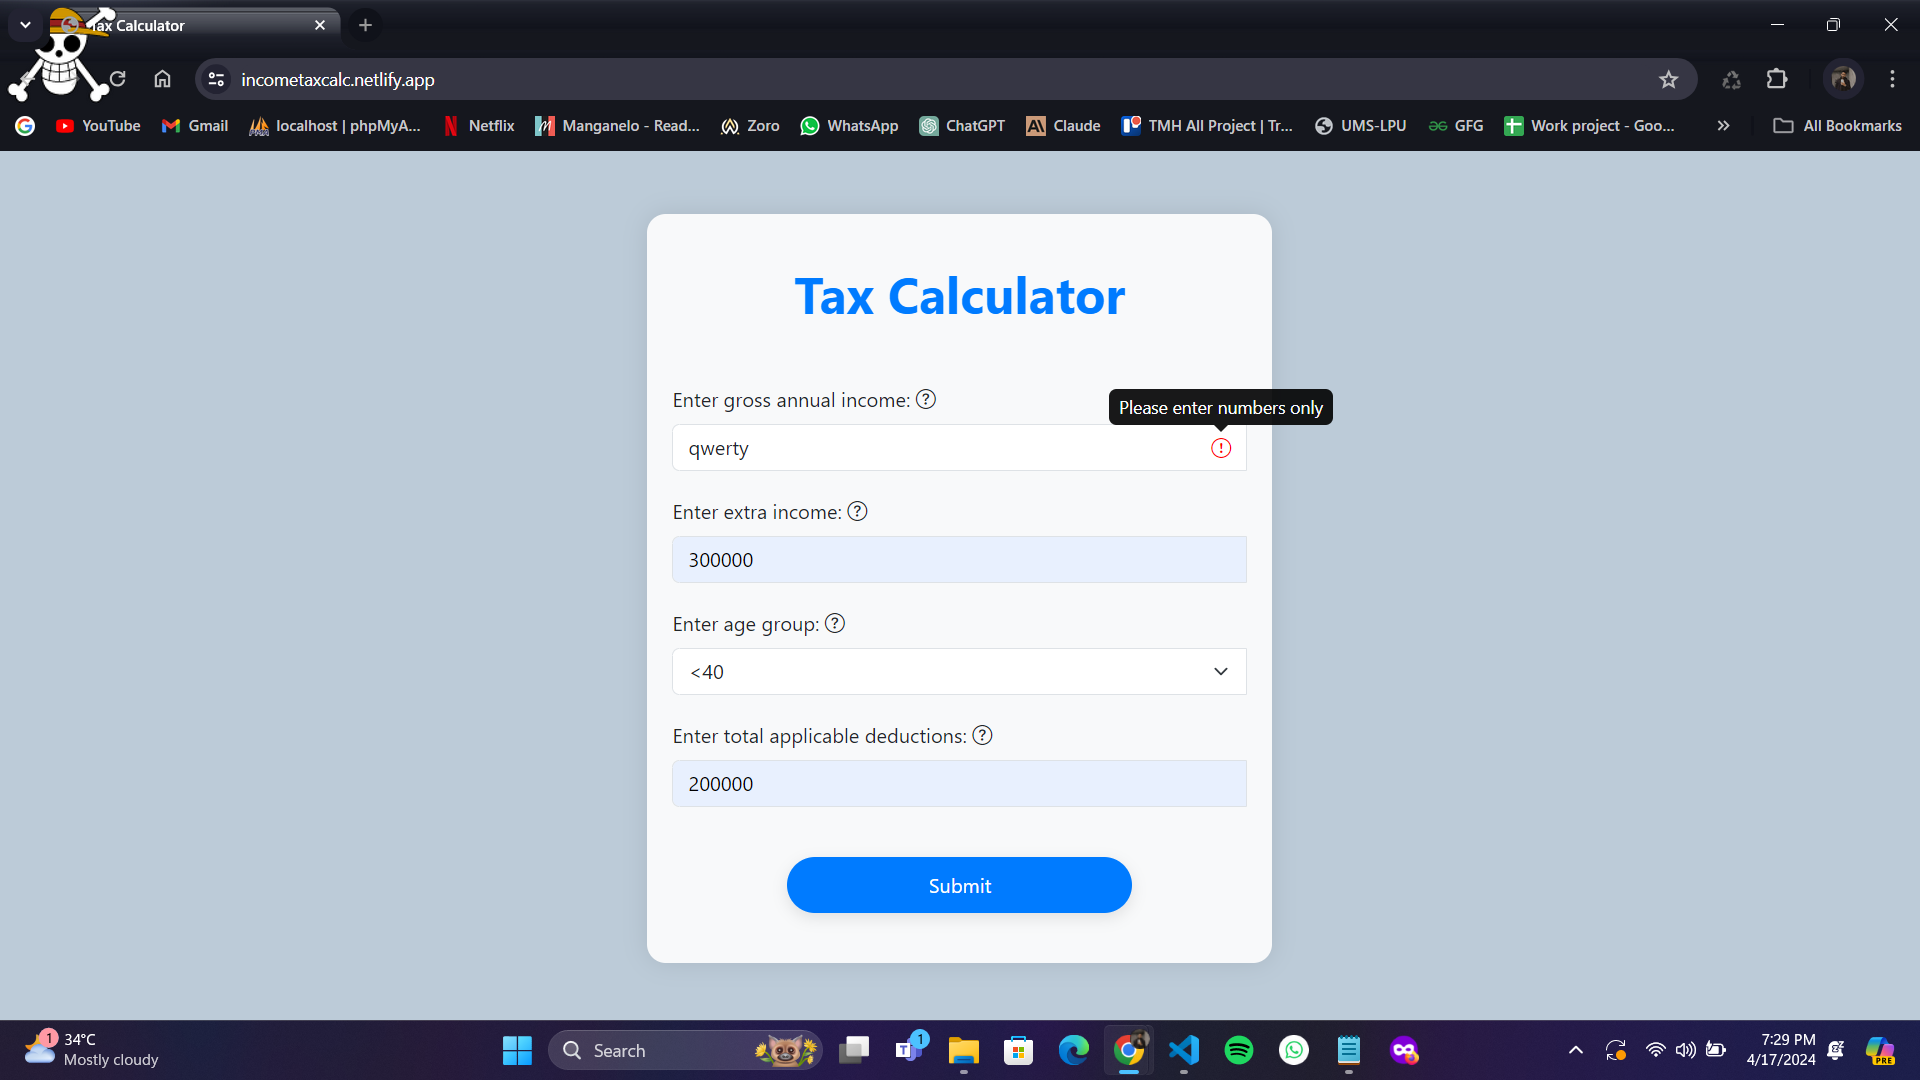 Tax Calculator
incometaxcalc.netlify.app
YouTube
Gmail
localhost | phpMyA...
Netflix
Manganelo - Read...
Zoro
WhatsApp
ChatGPT
Claude
TMH All Project | Tr...
UMS-LPU
GFG
Work project - Goo...
All Bookmarks
Tax Calculator
Enter gross annual income:
Please enter numbers only
qwerty
Enter extra income:
300000
Enter age group:
<40
Enter total applicable deductions:
200000
Submit
1
34°C
Mostly cloudy
Search
1
7:29 PM
4/17/2024
PRE